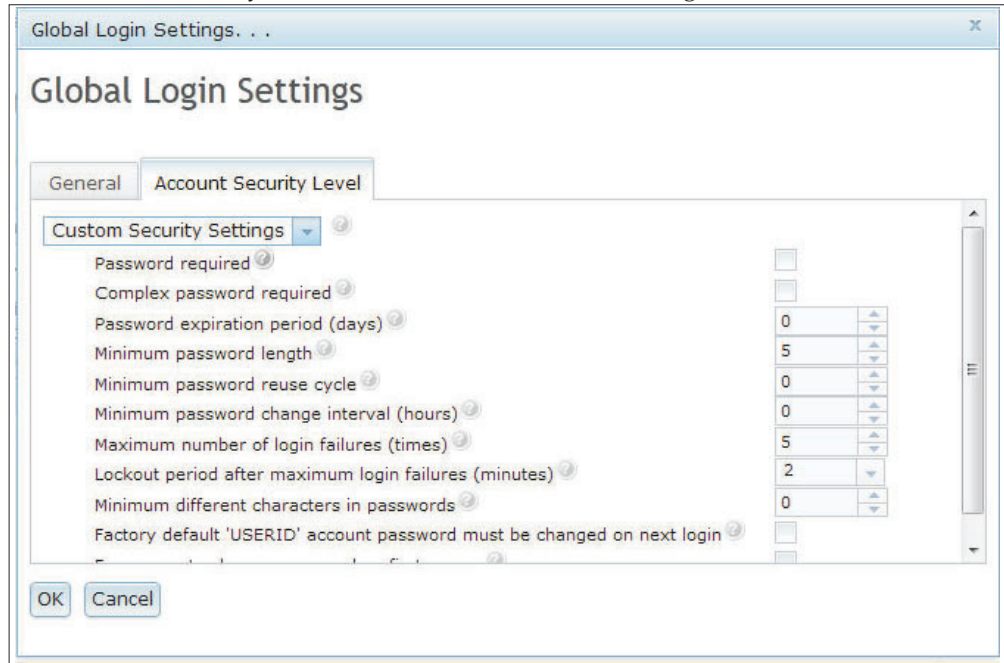 Global Login Settings. . .
x
Global Login Settings
General Account Security Level
Custom Security Settings ?
Password required ?
Complex password required ?
Password expiration period (days) ? 0
Minimum password length ? 5
Minimum password reuse cycle ? 0
Minimum password change interval (hours) ? 0
Maximum number of login failures (times) ? 5
Lockout period after maximum login failures (minutes) ? 2
Minimum different characters in passwords ? 0
Factory default 'USERID' account password must be changed on next login ?
OK Cancel